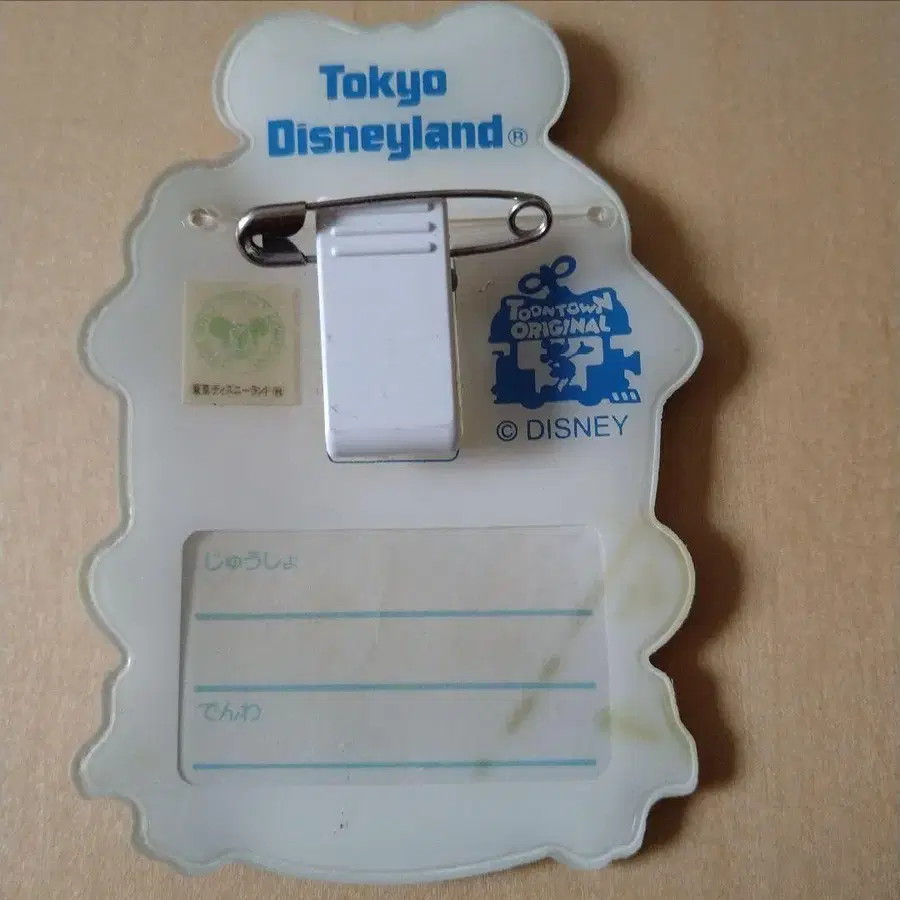 Tokyo
Disneyland®
TOONTOWN
ORIGINAL
© DISNEY
東京ディズニーランド ®
じゅうしょ
でんわ